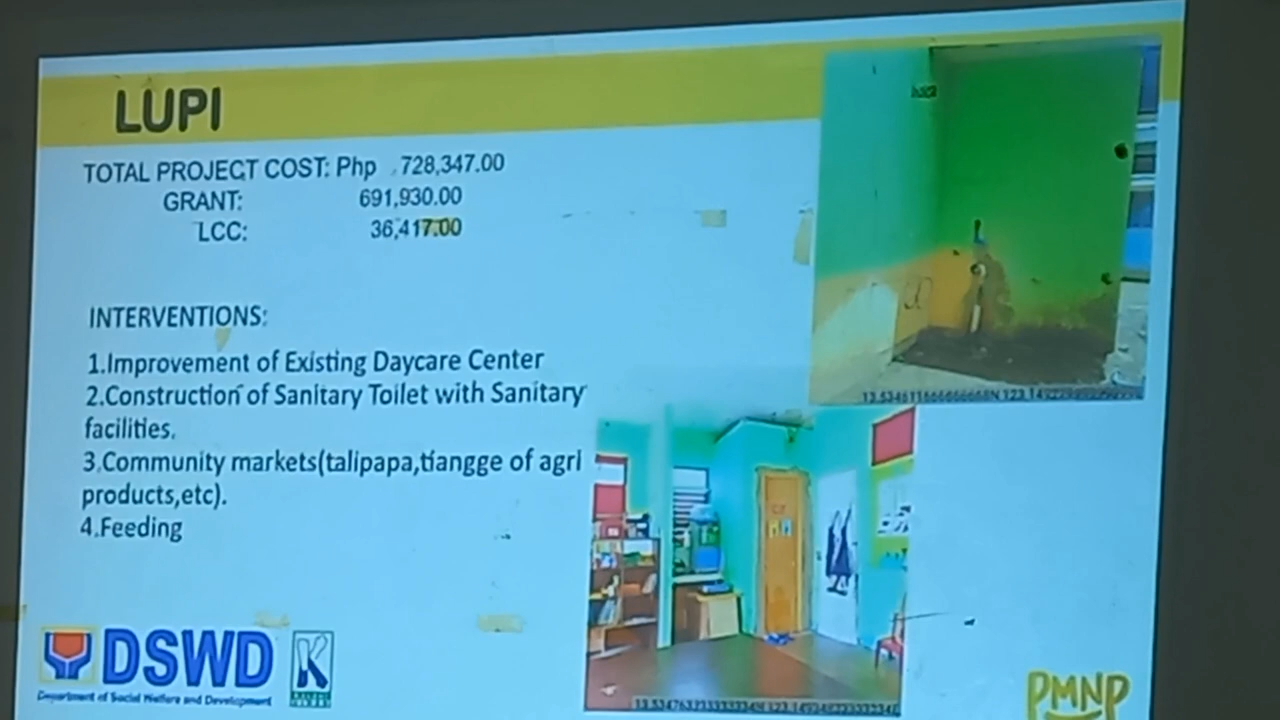 LUPI
TOTAL PROJECT COST: Php 728,347.00
GRANT: 691,930.00
LCC: 36,417.00
INTERVENTIONS:
1.Improvement of Existing Daycare Center
2.Construction of Sanitary Toilet with Sanitary
facilities.
3.Community markets(talipapa,tiangge of agri
products,etc).
4.Feeding
DSWD
Department of Social Welfare and Development
PMNP